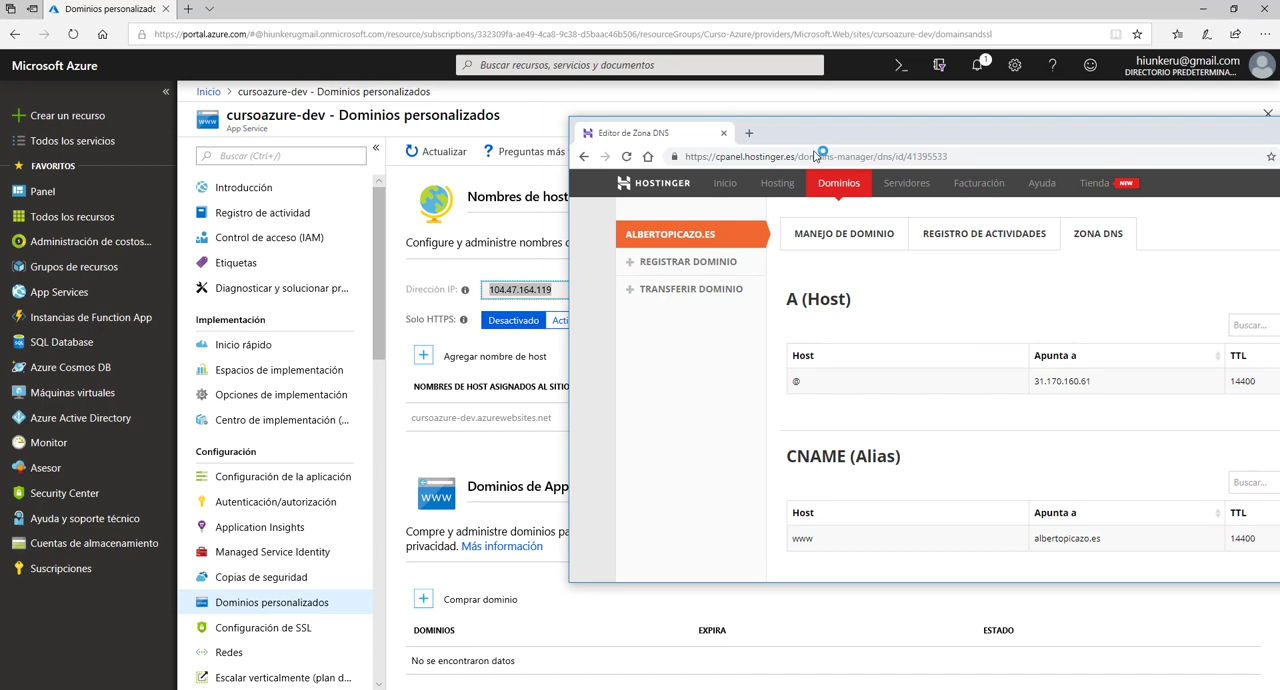 Dominios personalizado
https://portal.azure.com/#@hiunkerugmail.onmicrosoft.com/resource/subscriptions/332309fa-ae49-4ca8-9c38-d5baac46b506/resourceGroups/Curso-Azure/providers/Microsoft.Web/sites/cursoazure-dev/domainsandssl
Microsoft Azure
Buscar recursos, servicios y documentos
1
hiunkeru@gmail.com
DIRECTORIO PREDETERMINA...
Crear un recurso
Todos los servicios
FAVORITOS
Panel
Todos los recursos
Administración de costos...
Grupos de recursos
App Services
Instancias de Function App
SQL Database
Azure Cosmos DB
Máquinas virtuales
Azure Active Directory
Monitor
Asesor
Security Center
Ayuda y soporte técnico
Cuentas de almacenamiento
Suscripciones
Inicio > cursoazure-dev - Dominios personalizados
cursoazure-dev - Dominios personalizados
App Service
Buscar (Ctrl+/)
Introducción
Registro de actividad
Control de acceso (IAM)
Etiquetas
Diagnosticar y solucionar pr...
Implementación
Inicio rápido
Espacios de implementación
Opciones de implementación
Centro de implementación (...
Configuración
Configuración de la aplicación
Autenticación/autorización
Application Insights
Managed Service Identity
Copias de seguridad
Dominios personalizados
Configuración de SSL
Redes
Escalar verticalmente (plan d...
Actualizar
Preguntas más
Nombres de host
Configure y administre nombres d
Dirección IP:
104.47.164.119
Solo HTTPS:
Desactivado
Acti
Agregar nombre de host
NOMBRES DE HOST ASIGNADOS AL SITIO
cursoazure-dev.azurewebsites.net
Dominios de App
Compre y administre dominios pa
privacidad. Más información
Comprar dominio
DOMINIOS EXPIRA ESTADO
No se encontraron datos
Editor de Zona DNS
https://cpanel.hostinger.es/domains-manager/dns/id/41395533
HOSTINGER
Inicio
Hosting
Dominios
Servidores
Facturación
Ayuda
Tienda
NEW
ALBERTOPICAZO.ES
REGISTRAR DOMINIO
TRANSFERIR DOMINIO
MANEJO DE DOMINIO
REGISTRO DE ACTIVIDADES
ZONA DNS
A (Host)
Buscar...
Host Apunta a TTL
@ 31.170.160.61 14400
CNAME (Alias)
Buscar...
Host Apunta a TTL
www albertopicazo.es 14400